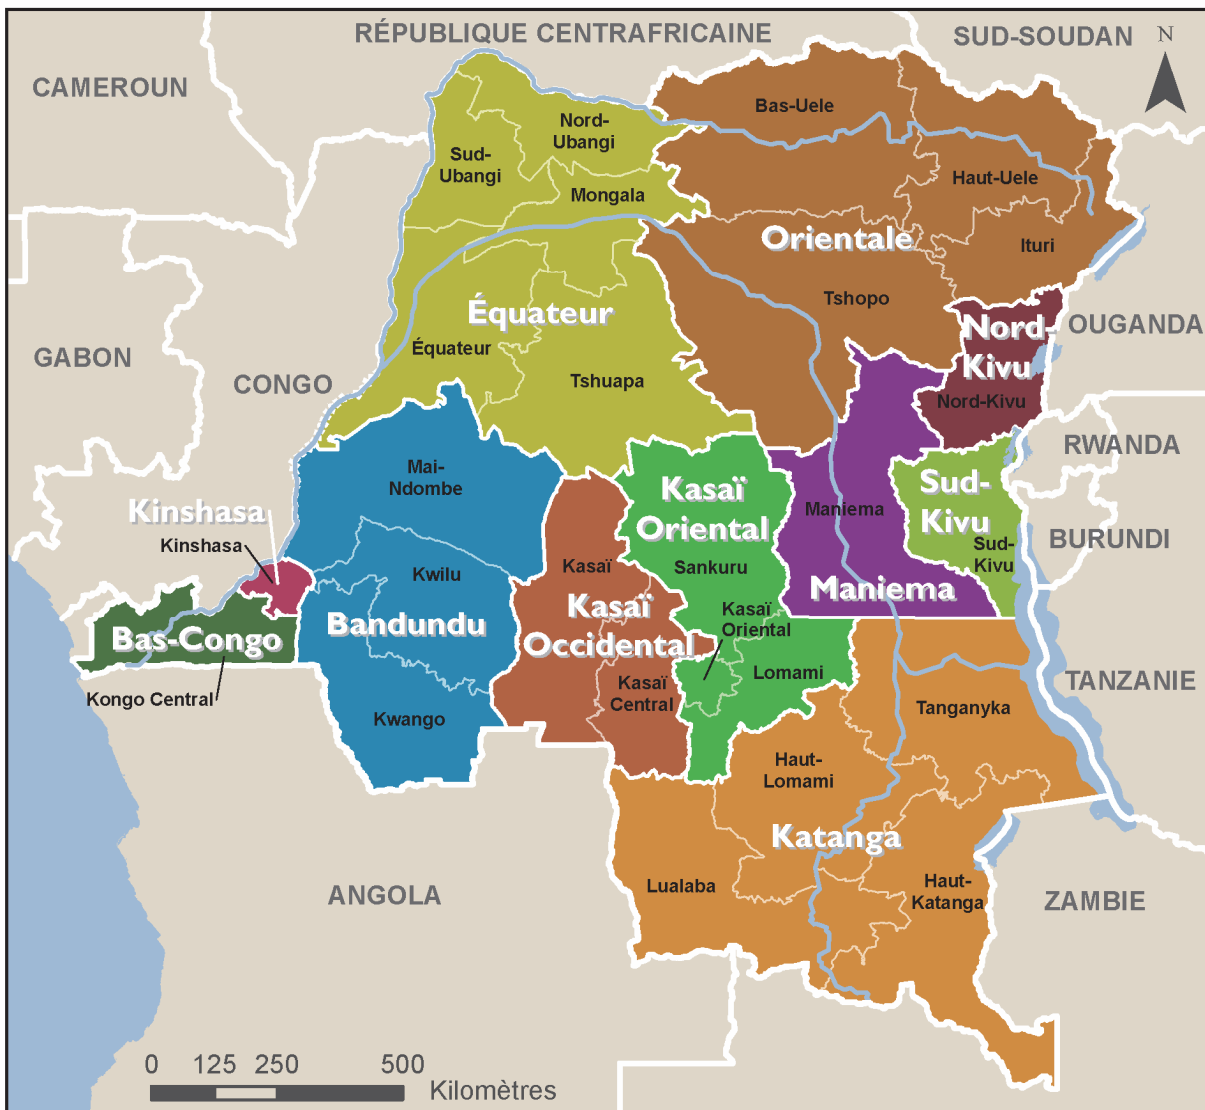 RÉPUBLIQUE CENTRAFRICAINE
SUD-SOUDAN
N
CAMEROUN
Bas-Uele
Nord-
Ubangi
Sud-
Ubangi
Haut-Uele
Mongala
Orientale
Ituri
Tshopo
Équateur
Nord-
Kivu
OUGANDA
Équateur
GABON
CONGO
Tshuapa
Nord-Kivu
RWANDA
Mai-
Ndombe
Kasaï
Oriental
Sud-
Kivu
Kinshasa
Maniema
Kinshasa
BURUNDI
Sud-
Kivu
Kasaï
Sankuru
Kwilu
Maniema
Kasaï
Occidental
Kasaï
Oriental
Bandundu
Bas-Congo
Lomami
TANZANIE
Kongo Central
Kasaï
Central
Tanganyka
Kwango
Haut-
Lomami
Katanga
Lualaba
Haut-
Katanga
ANGOLA
ZAMBIE
0 125 250 500
Kilomètres